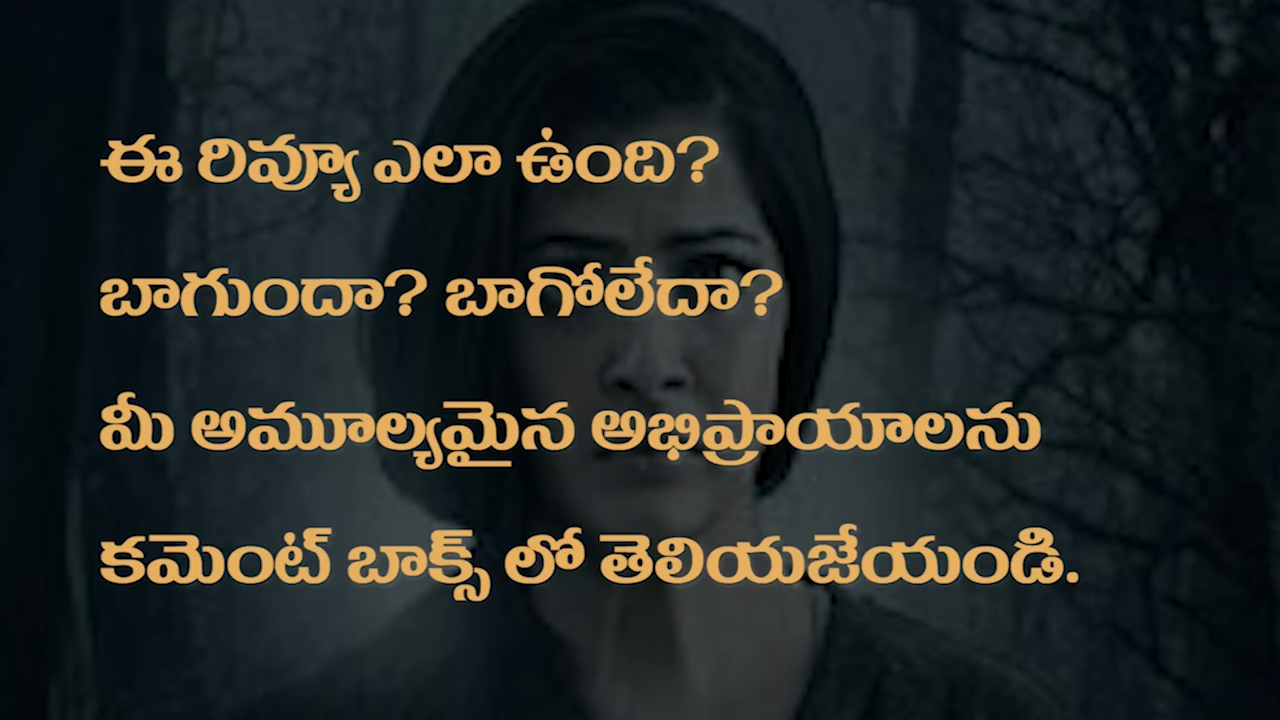 ఈ రివ్యూ ఎలా ఉంది?
బాగుందా? బాగోలేదా?
మీ అమూల్యమైన అభిప్రాయాలను
కమెంట్ బాక్స్ లో తెలియజేయండి.